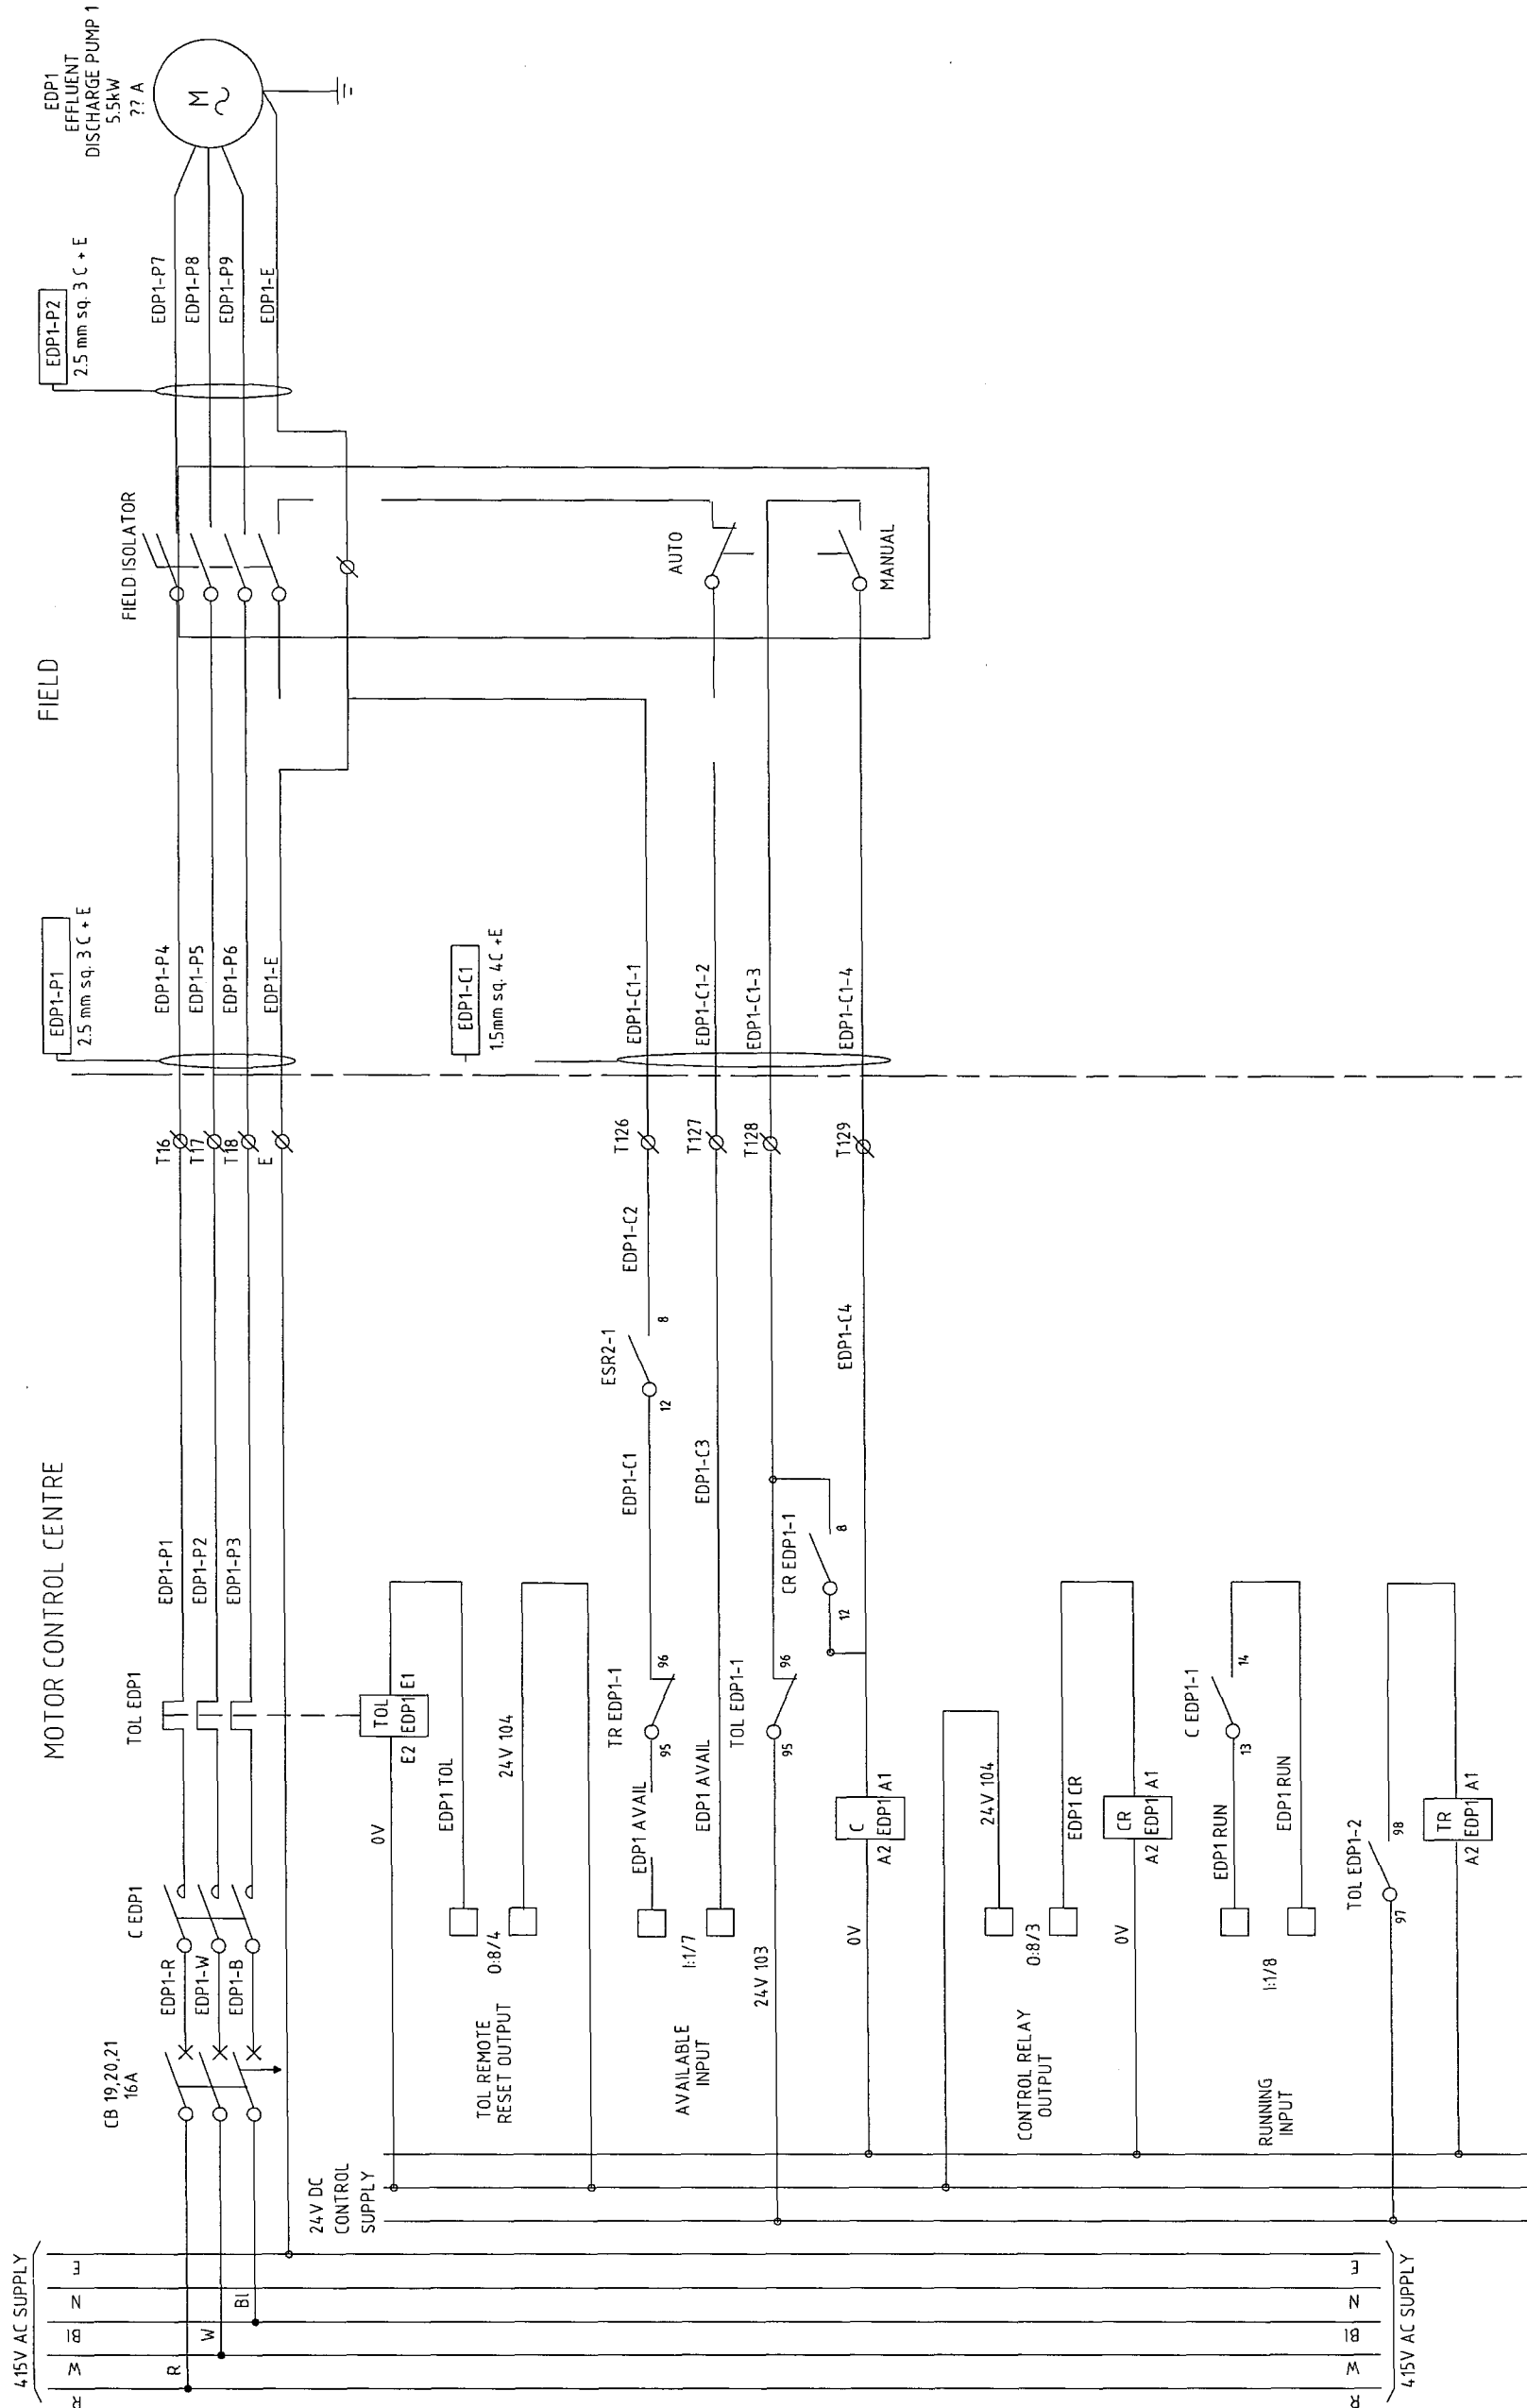 415V AC SUPPLY
R
W
Bl
N
E
R
W
Bl
CB 19,20,21
16A
EDP1-R
EDP1-W
EDP1-B
C EDP1
MOTOR CONTROL CENTRE
TOL EDP1
EDP1-P1
EDP1-P2
EDP1-P3
T16
T17
T18
E
EDP1-P1
2.5 mm sq. 3 C + E
EDP1-P4
EDP1-P5
EDP1-P6
EDP1-E
FIELD
FIELD ISOLATOR
EDP1-P2
2.5 mm sq. 3 C + E
EDP1-P7
EDP1-P8
EDP1-P9
EDP1-E
EDP1
EFFLUENT
DISCHARGE PUMP 1
5.5kW
?? A
M
24V DC
CONTROL
SUPPLY
0V
TOL
E2 EDP1 E1
EDP1 TOL
0:8/4
TOL REMOTE
RESET OUTPUT
24V 104
EDP1-C1
1.5mm sq. 4C +E
AVAILABLE
INPUT
I:1/7
EDP1 AVAIL
TR EDP1-1
95
96
EDP1-C1
ESR2-1
12
8
EDP1-C2
T126
EDP1-C1-1
EDP1 AVAIL
EDP1-C3
T127
EDP1-C1-2
AUTO
24V 103
TOL EDP1-1
95
96
T128
EDP1-C1-3
CR EDP1-1
12
8
0V
C
A2 EDP1 A1
EDP1-C4
T129
EDP1-C1-4
MANUAL
24V 104
CONTROL RELAY
OUTPUT
0:8/3
EDP1 CR
0V
CR
A2 EDP1 A1
RUNNING
INPUT
I:1/8
EDP1 RUN
C EDP1-1
13
14
EDP1 RUN
TOL EDP1-2
97
98
TR
A2 EDP1 A1
R
W
Bl
N
E
415V AC SUPPLY